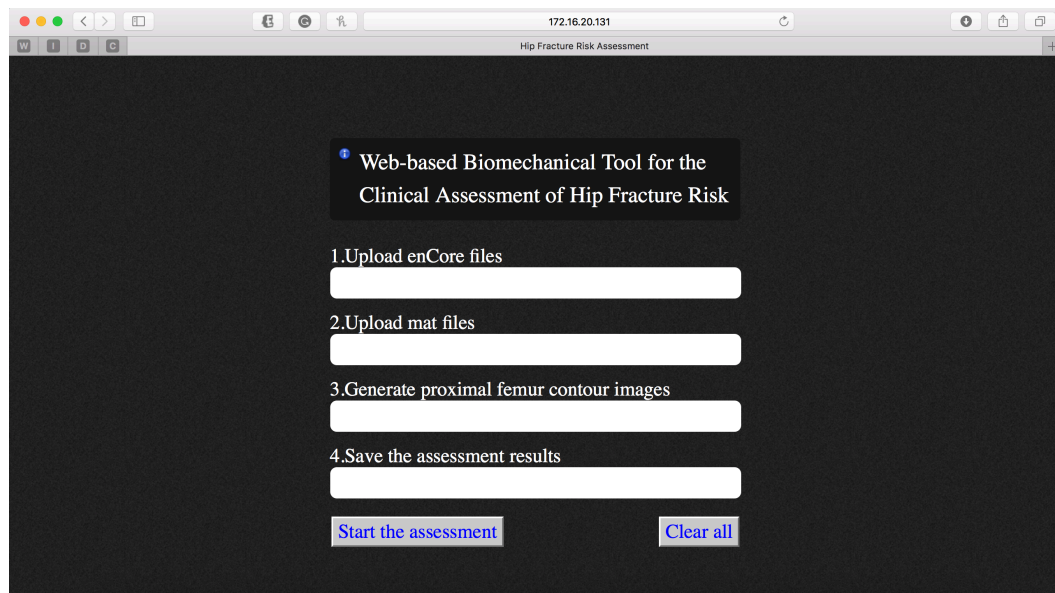 172.16.20.131
W I D C
Hip Fracture Risk Assessment
Web-based Biomechanical Tool for the
Clinical Assessment of Hip Fracture Risk
1.Upload enCore files
2.Upload mat files
3.Generate proximal femur contour images
4.Save the assessment results
Start the assessment
Clear all